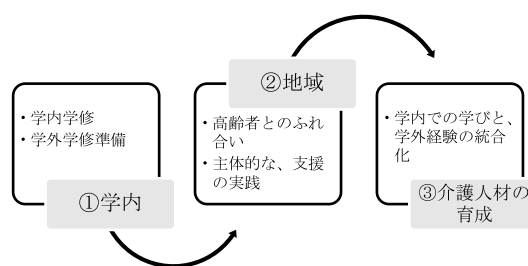 ・学内学修
・学外学修準備
①学内
②地域
・高齢者とのふれ
合い
・主体的な、支援
の実践
・学内での学びと、
学外経験の統合
化
③介護人材の
育成